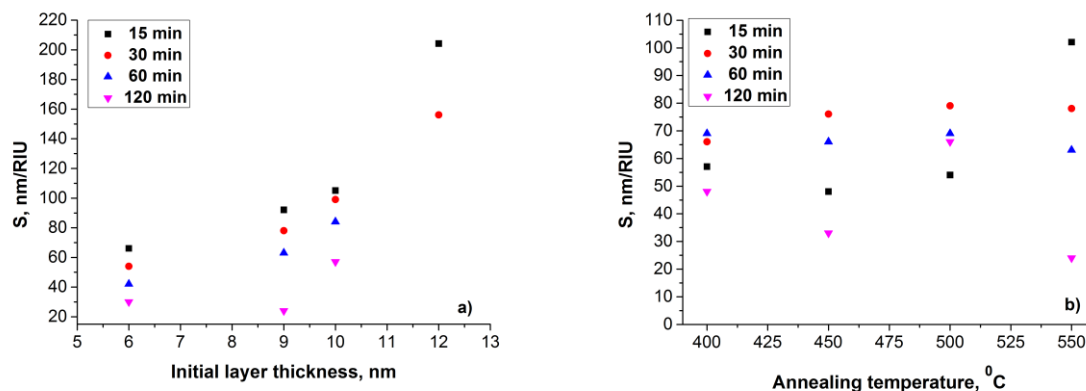 15 min
30 min
60 min
120 min
S, nm/RIU
220
200
180
160
140
120
100
80
60
40
20
5 6 7 8 9 10 11 12 13
a)
Initial layer thickness, nm
15 min
30 min
60 min
120 min
S, nm/RIU
110
100
90
80
70
60
50
40
30
20
10
0
400 425 450 475 500 525 550
b)
Annealing temperature, ⁰C